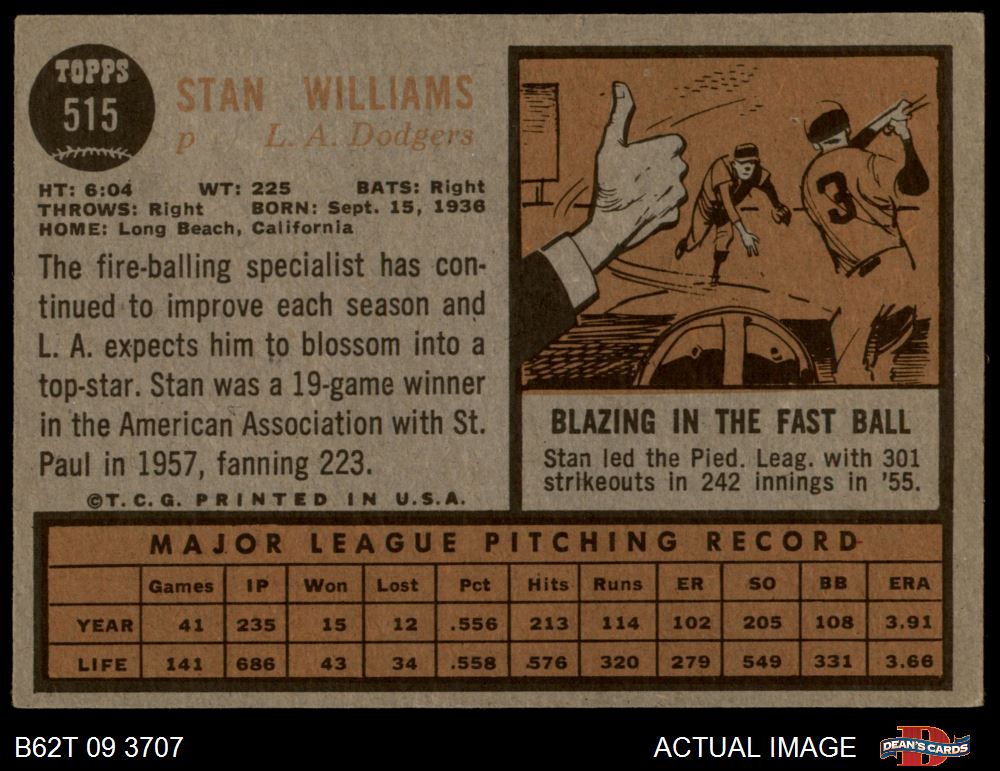 TOPPS
515
STAN WILLIAMS
p L. A. Dodgers
HT: 6:04 WT: 225 BATS: Right
THROWS: Right BORN: Sept. 15, 1936
HOME: Long Beach, California
The fire-balling specialist has con-
tinued to improve each season and
L. A. expects him to blossom into a
top-star. Stan was a 19-game winner
in the American Association with St.
Paul in 1957, fanning 223.
©T.C.G. PRINTED IN U.S.A.
3
BLAZING IN THE FAST BALL
Stan led the Pied. Leag. with 301
strikeouts in 242 innings in '55.
MAJOR LEAGUE PITCHING RECORD
Games IP Won Lost Pct Hits Runs ER SO BB ERA
YEAR 41 235 15 12 .556 213 114 102 205 108 3.91
LIFE 141 686 43 34 .558 .576 320 279 549 331 3.66
B62T 09 3707
ACTUAL IMAGE
D
DEAN'S CARDS